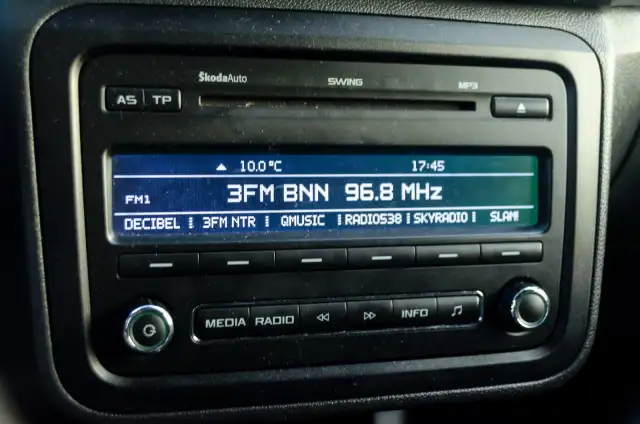 ŠkodaAuto SWING MP3
AS TP
10.0°C 17:45
FM1 3FM BNN 96.8 MHz
DECIBEL 3FM NTR QMUSIC RADIO538 SKYRADIO SLAM!
MEDIA RADIO INFO